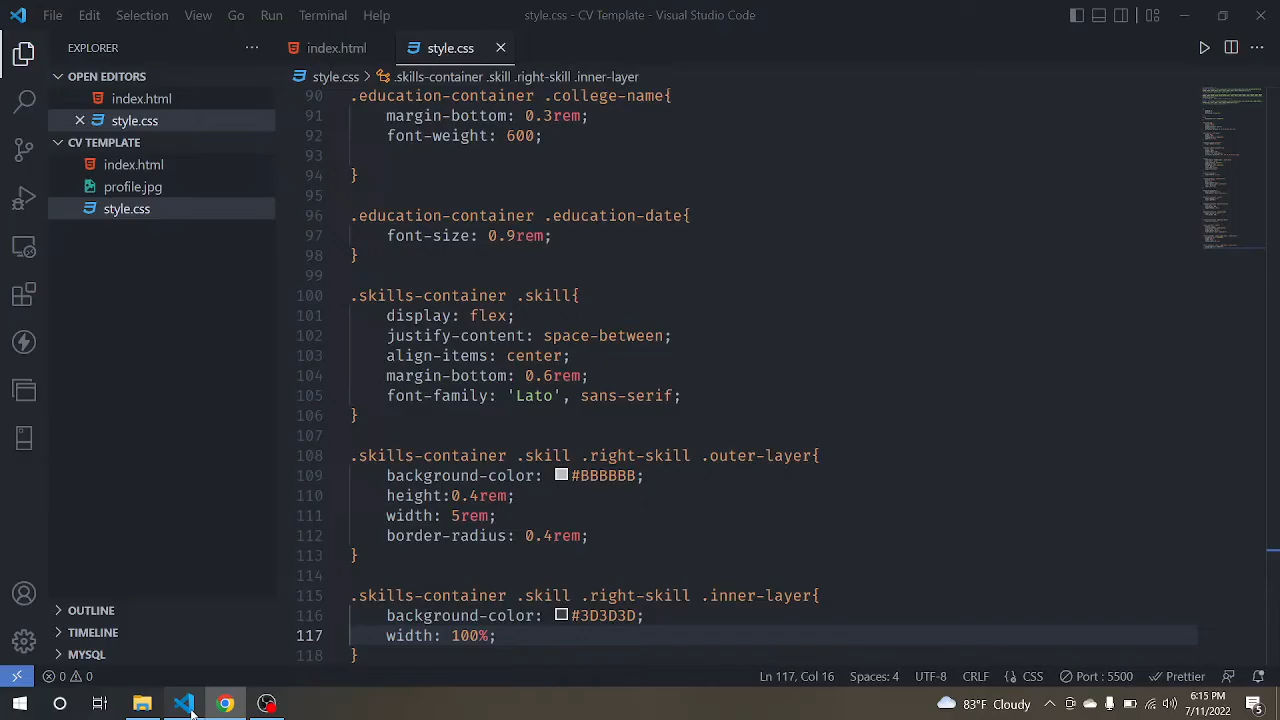 File Edit Selection View Go Run Terminal Help
style.css - CV Template - Visual Studio Code
EXPLORER
index.html
style.css
OPEN EDITORS
index.html
style.css
CV TEMPLATE
index.html
profile.jpg
style.css
OUTLINE
TIMELINE
MYSQL
style.css > .skills-container .skill .right-skill .inner-layer
90 .education-container .college-name{
91 margin-bottom: 0.3rem;
92 font-weight: 600;
93
94 }
95
96 .education-container .education-date{
97 font-size: 0.8rem;
98 }
99
100 .skills-container .skill{
101 display: flex;
102 justify-content: space-between;
103 align-items: center;
104 margin-bottom: 0.6rem;
105 font-family: 'Lato', sans-serif;
106 }
107
108 .skills-container .skill .right-skill .outer-layer{
109 background-color: #BBBBBB;
110 height:0.4rem;
111 width: 5rem;
112 border-radius: 0.4rem;
113 }
114
115 .skills-container .skill .right-skill .inner-layer{
116 background-color: #3D3D3D;
117 width: 100%;
118 }
0 0
Ln 117, Col 16 Spaces: 4 UTF-8 CRLF CSS Port : 5500 Prettier
88°F Cloudy
6:15 PM
7/11/2022
5